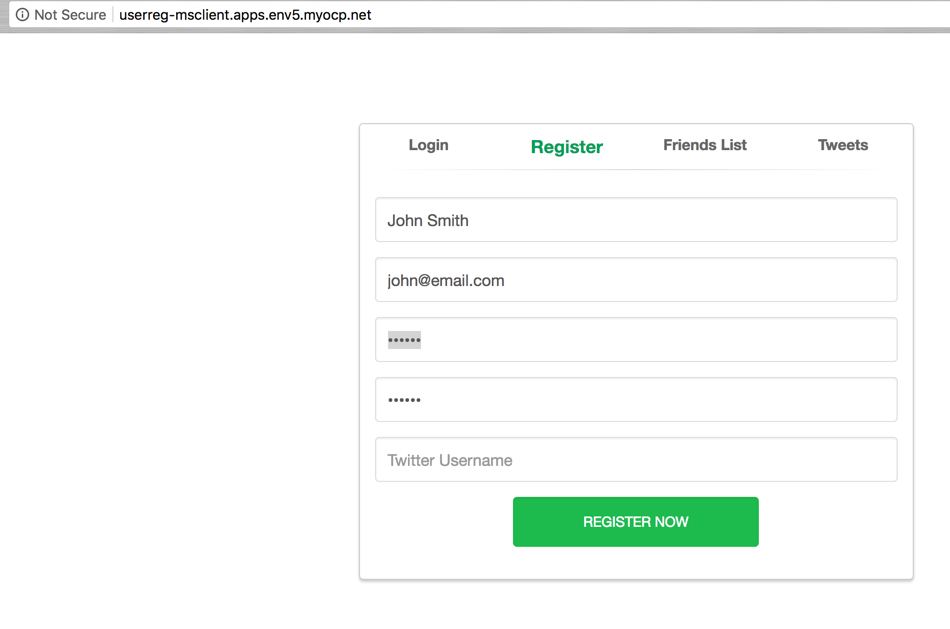 Not Secure userreg-msclient.apps.env5.myocp.net
Login Register Friends List Tweets
John Smith
john@email.com
••••••
••••••
Twitter Username
REGISTER NOW